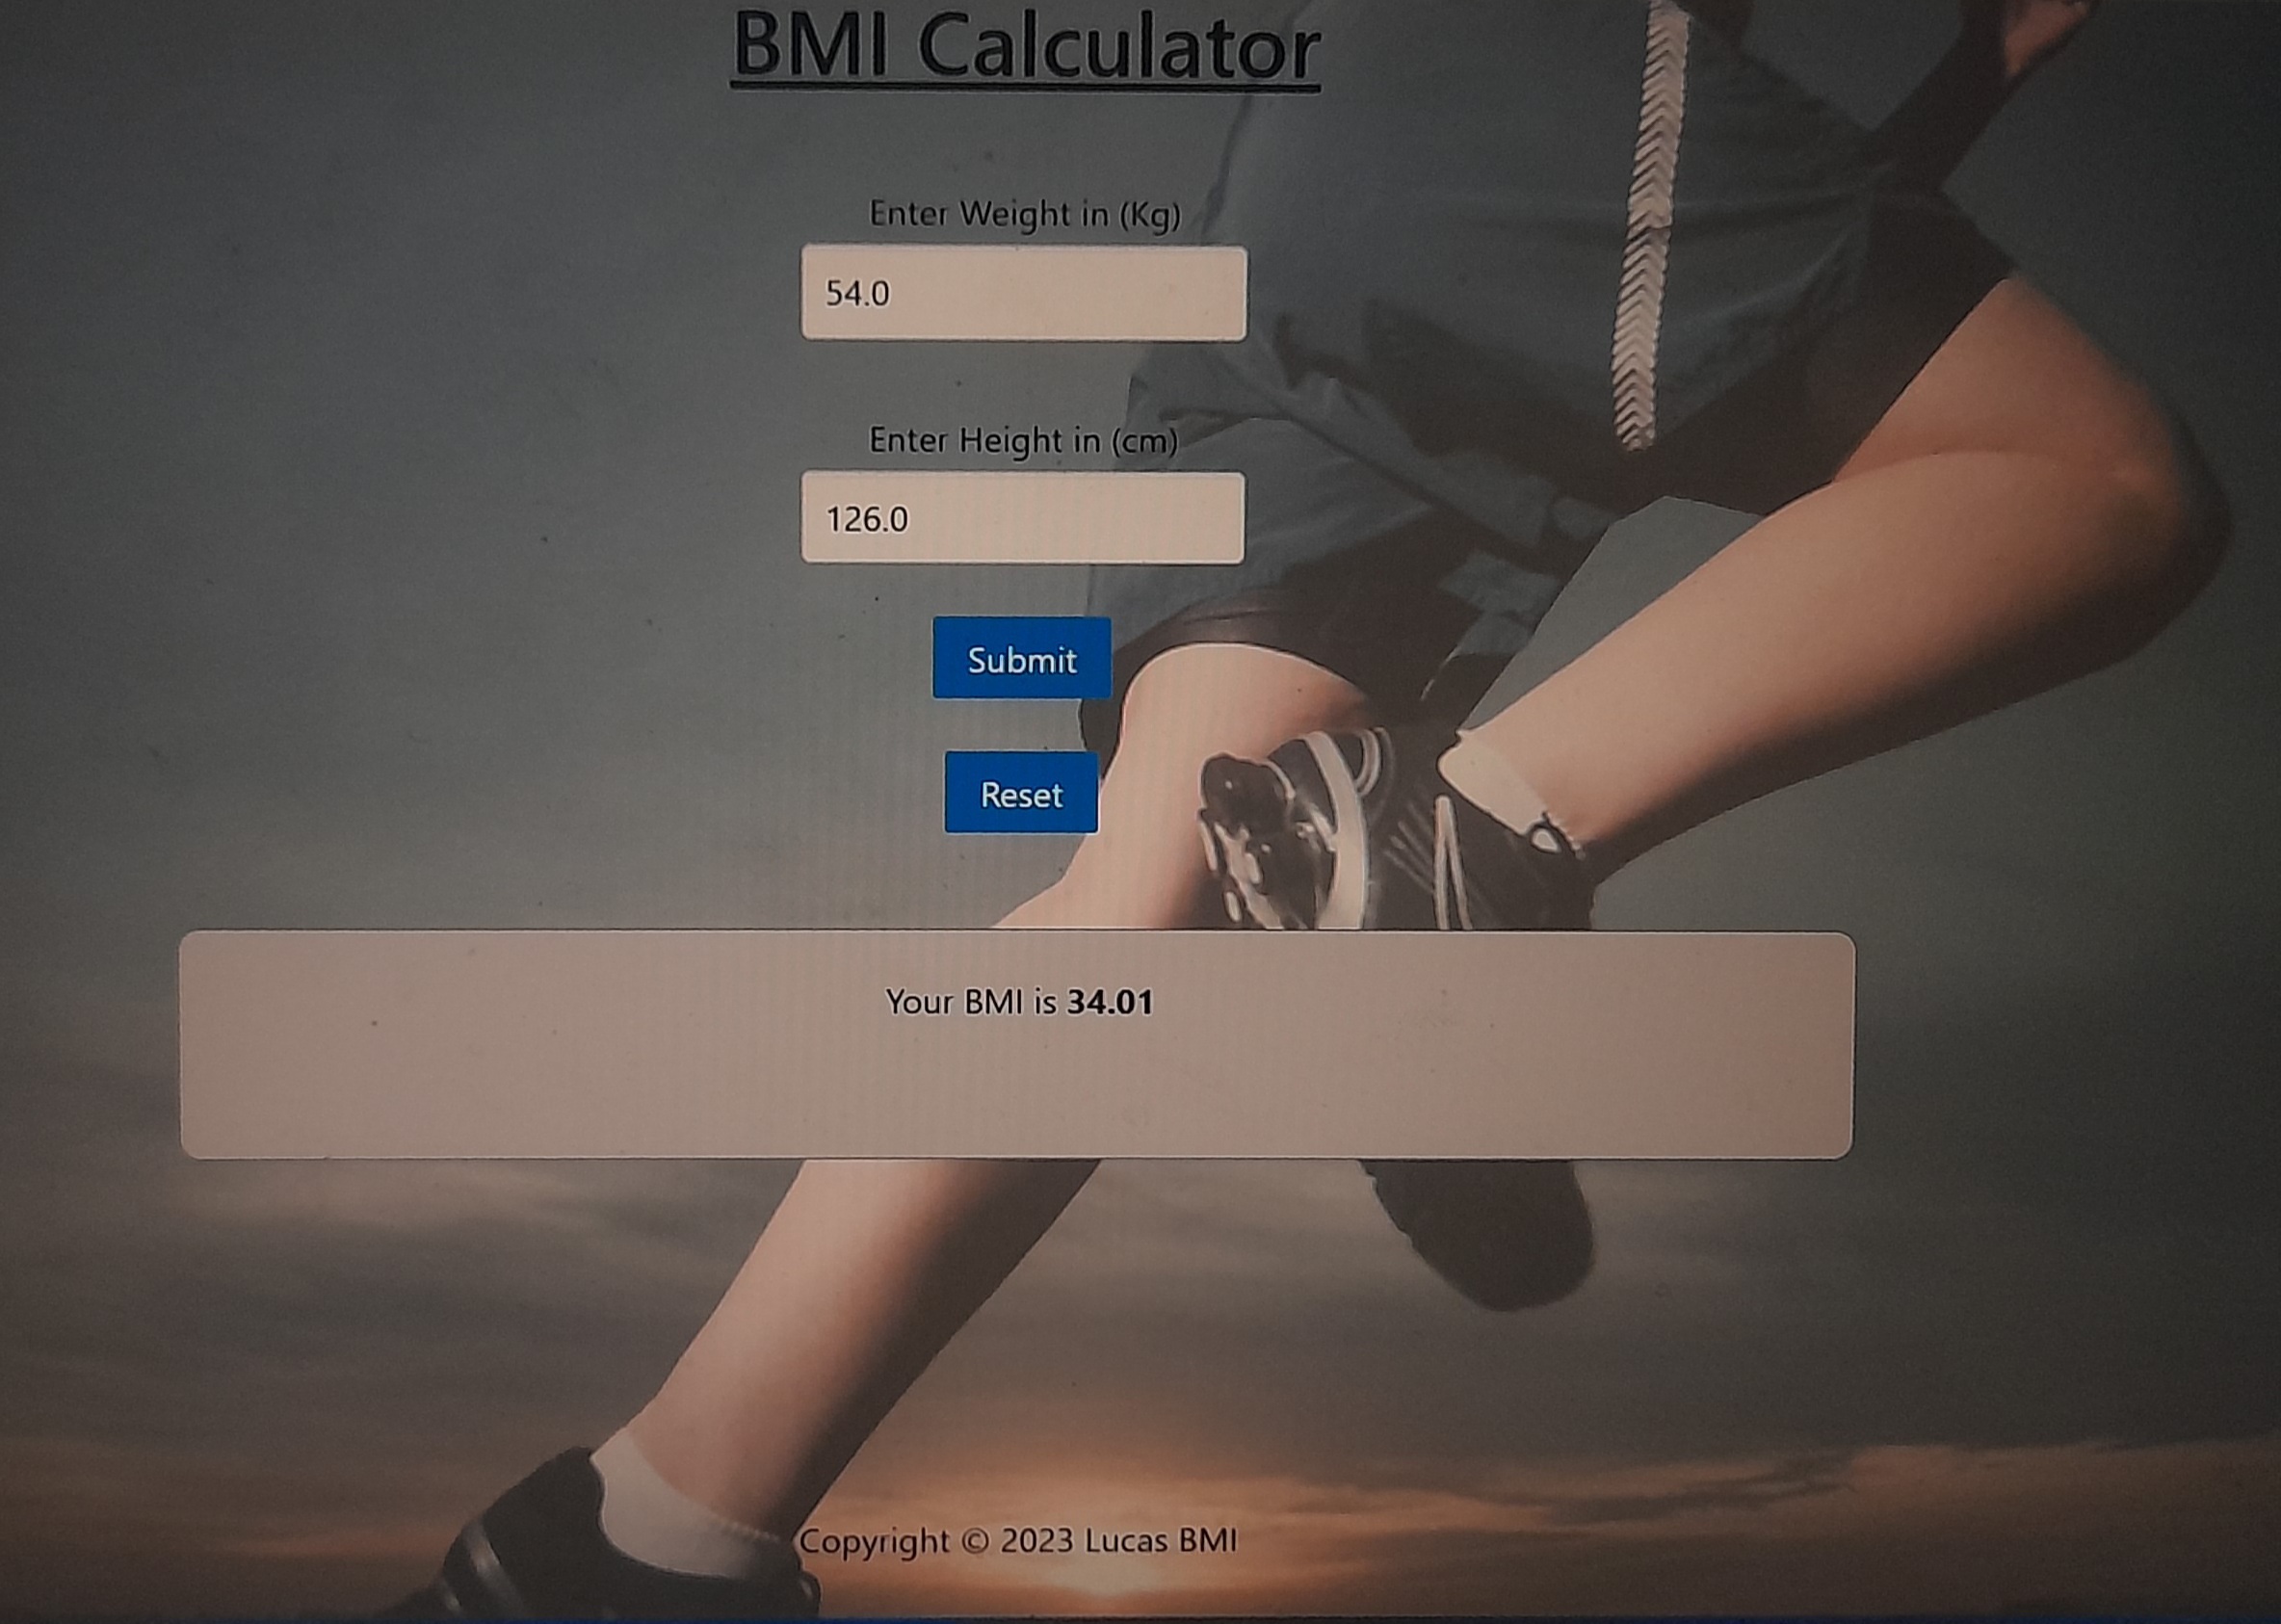 BMI Calculator
Enter Weight in (Kg)
54.0
Enter Height in (cm)
126.0
Submit
Reset
Your BMI is 34.01
Copyright © 2023 Lucas BMI